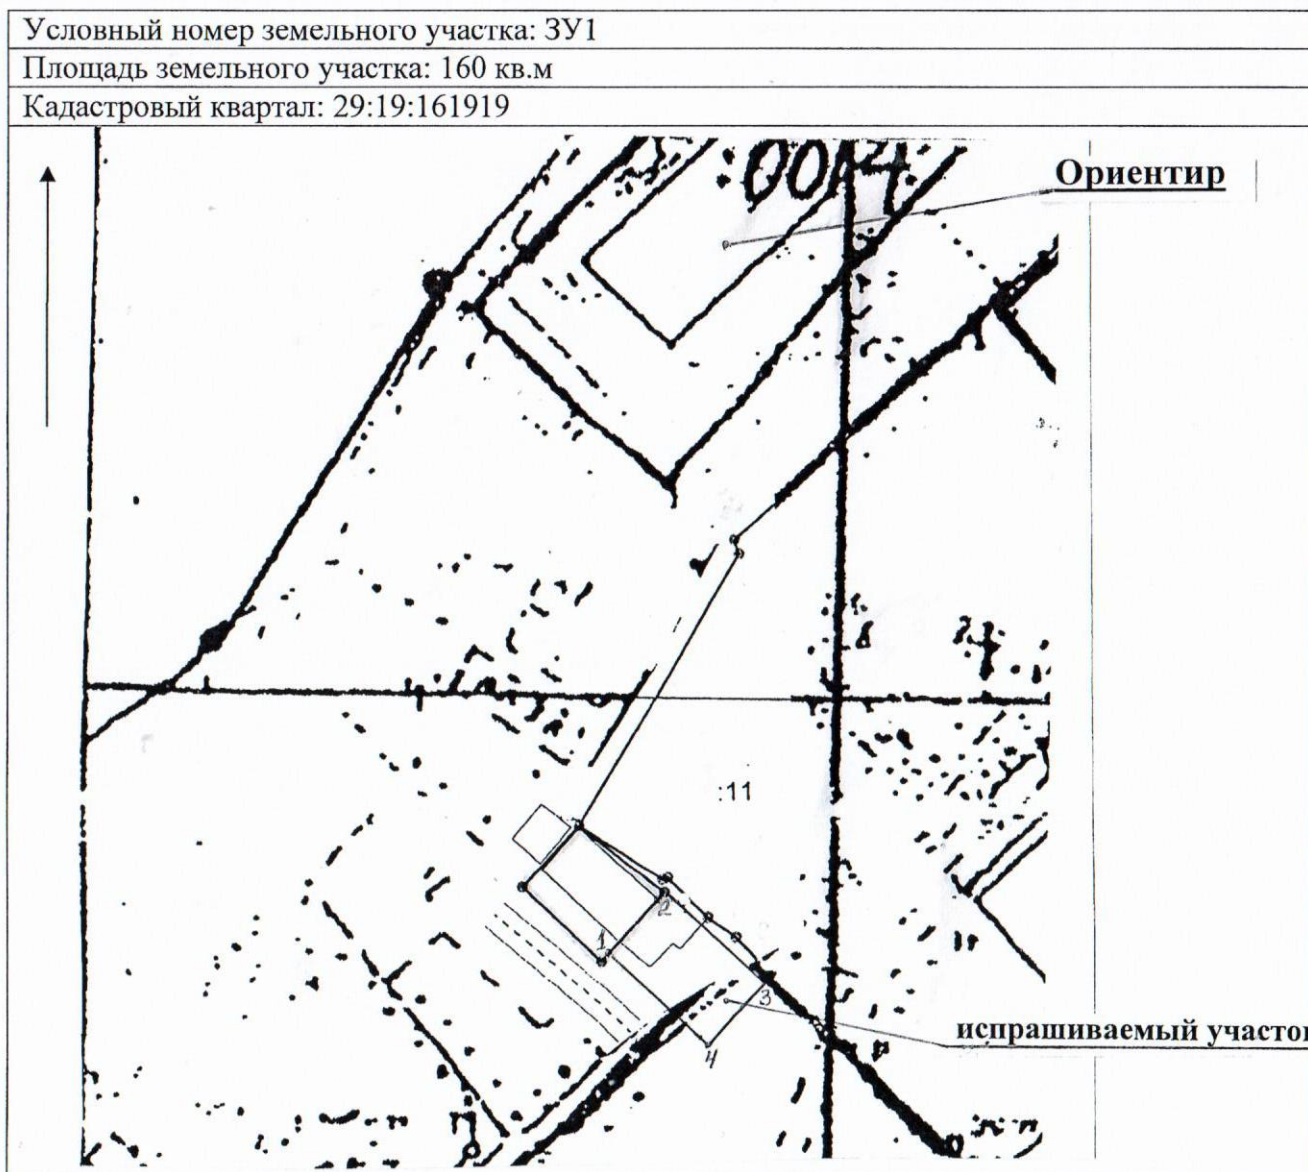 Условный номер земельного участка: ЗУ1
Площадь земельного участка: 160 кв.м
Кадастровый квартал: 29:19:161919
Ориентир
:11
2
1
3
испрашиваемый участок
4